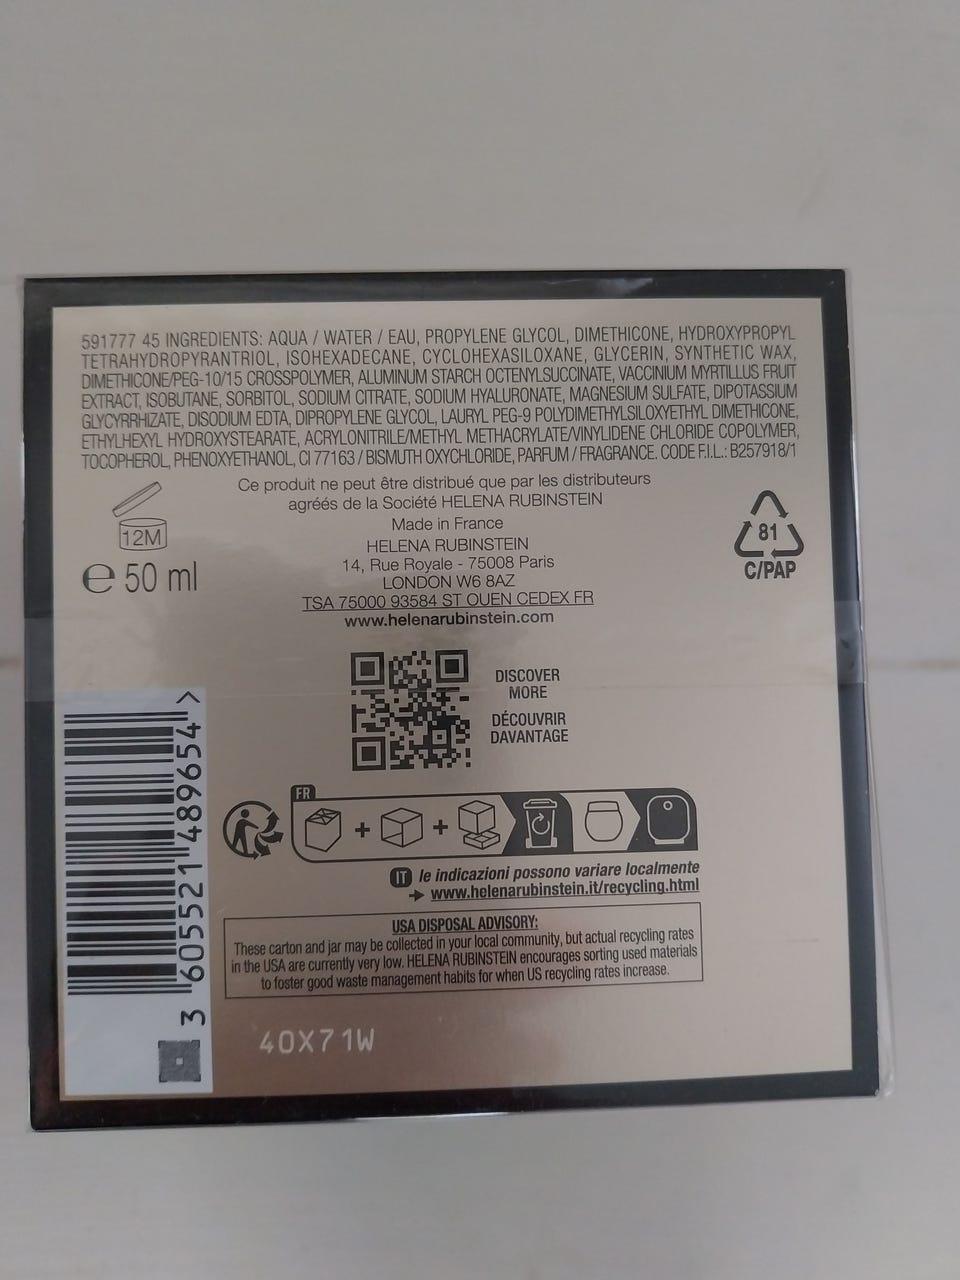 591777 45 INGREDIENTS: AQUA / WATER / EAU, PROPYLENE GLYCOL, DIMETHICONE, HYDROXYPROPYL
TETRAHYDROPYRANTRIOL, ISOHEXADECANE, CYCLOHEXASILOXANE, GLYCERIN, SYNTHETIC WAX,
DIMETHICONE/PEG-10/15 CROSSPOLYMER, ALUMINUM STARCH OCTENYLSUCCINATE, VACCINIUM MYRTILLUS FRUIT
EXTRACT, ISOBUTANE, SORBITOL, SODIUM CITRATE, SODIUM HYALURONATE, MAGNESIUM SULFATE, DIPOTASSIUM
GLYCYRRHIZATE, DISODIUM EDTA, DIPROPYLENE GLYCOL, LAURYL PEG-9 POLYDIMETHYLSILOXYETHYL DIMETHICONE,
ETHYLHEXYL HYDROXYSTEARATE, ACRYLONITRILE/METHYL METHACRYLATE/VINYLIDENE CHLORIDE COPOLYMER,
TOCOPHEROL, PHENOXYETHANOL, CI 77163 / BISMUTH OXYCHLORIDE, PARFUM / FRAGRANCE. CODE F.I.L.: B257918/1
Ce produit ne peut être distribué que par les distributeurs
agréés de la Société HELENA RUBINSTEIN
Made in France
HELENA RUBINSTEIN
14, Rue Royale - 75008 Paris
LONDON W6 8AZ
TSA 75000 93584 ST OUEN CEDEX FR
www.helenarubinstein.com
12M
e 50 ml
81
C/PAP
DISCOVER
MORE
DÉCOUVRIR
DAVANTAGE
FR
+ +
IT le indicazioni possono variare localmente
→ www.helenarubinstein.it/recycling.html
USA DISPOSAL ADVISORY:
These carton and jar may be collected in your local community, but actual recycling rates
in the USA are currently very low. HELENA RUBINSTEIN encourages sorting used materials
to foster good waste management habits for when US recycling rates increase.
3 605521 489654 >
40X71W